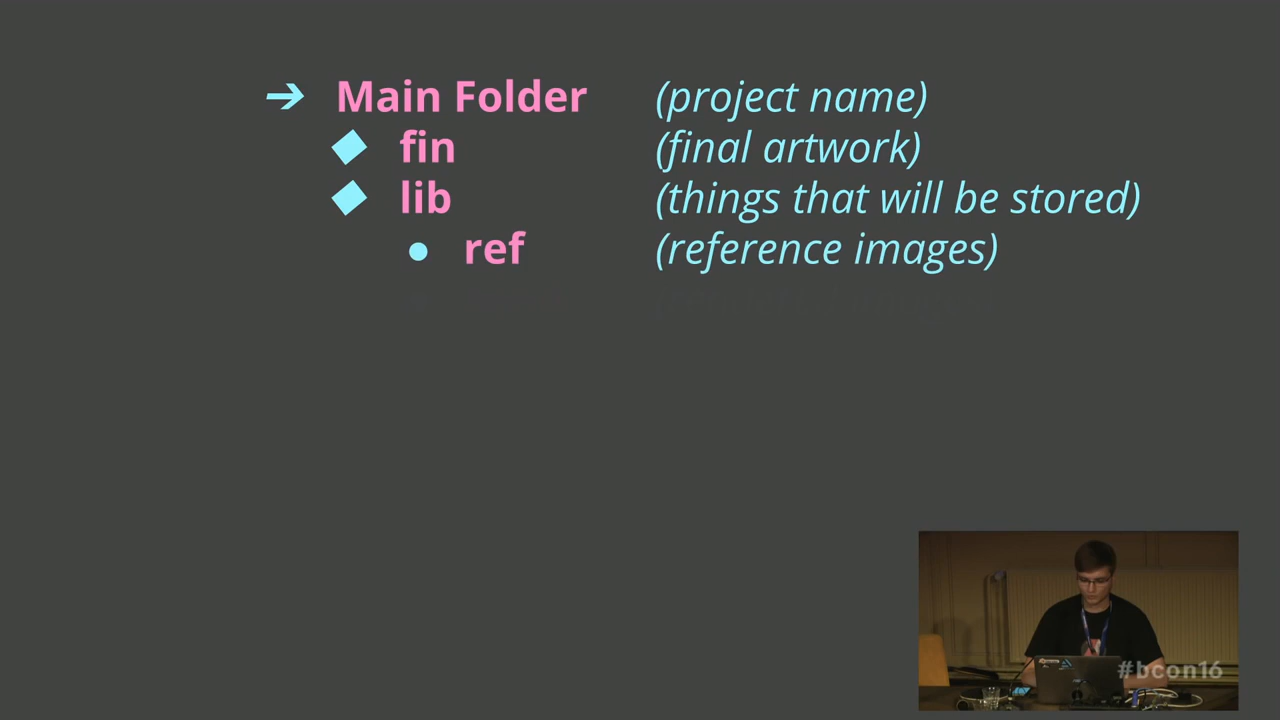 ➔ Main Folder (project name)
◆ fin (final artwork)
◆ lib (things that will be stored)
● ref (reference images)
#bcon16